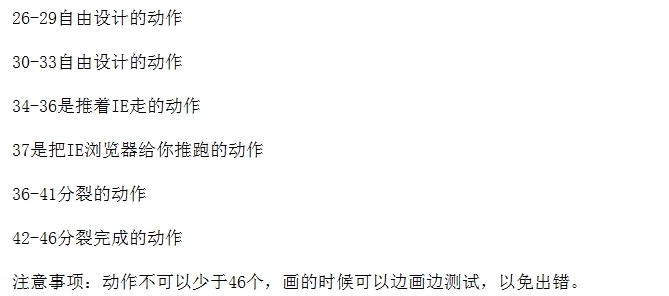 26-29自由设计的动作
30-33自由设计的动作
34-36是推着IE走的动作
37是把IE浏览器给你推跑的动作
36-41分裂的动作
42-46分裂完成的动作
注意事项：动作不可以少于46个，画的时候可以边画边测试，以免出错。